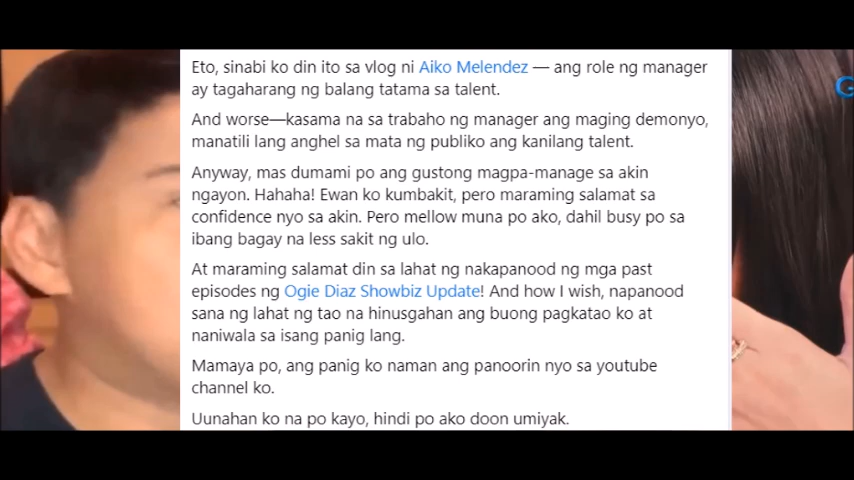 Eto, sinabi ko din ito sa vlog ni Aiko Melendez — ang role ng manager
ay tagaharang ng balang tatama sa talent.
And worse—kasama na sa trabaho ng manager ang maging demonyo,
manatili lang anghel sa mata ng publiko ang kanilang talent.
Anyway, mas dumami po ang gustong magpa-manage sa akin
ngayon. Hahaha! Ewan ko kumbakit, pero maraming salamat sa
confidence nyo sa akin. Pero mellow muna po ako, dahil busy po sa
ibang bagay na less sakit ng ulo.
At maraming salamat din sa lahat ng nakapanood ng mga past
episodes ng Ogie Diaz Showbiz Update! And how I wish, napanood
sana ng lahat ng tao na hinusgahan ang buong pagkatao ko at
naniwala sa isang panig lang.
Mamaya po, ang panig ko naman ang panoorin nyo sa youtube
channel ko.
Uunahan ko na po kayo, hindi po ako doon umiyak.